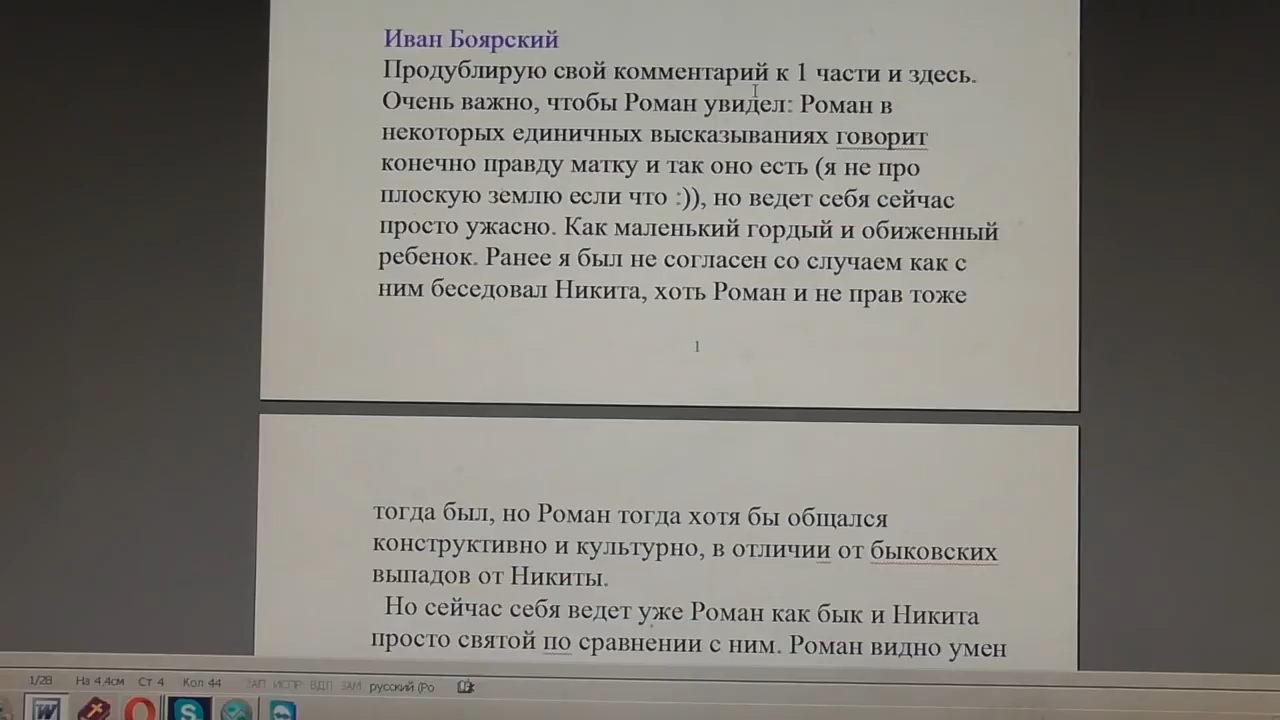 Иван Боярский
Продублирую свой комментарий к 1 части и здесь.
Очень важно, чтобы Роман увидел: Роман в
некоторых единичных высказываниях говорит
конечно правду матку и так оно есть (я не про
плоскую землю если что :)), но ведет себя сейчас
просто ужасно. Как маленький гордый и обиженный
ребенок. Ранее я был не согласен со случаем как с
ним беседовал Никита, хоть Роман и не прав тоже
1
тогда был, но Роман тогда хотя бы общался
конструктивно и культурно, в отличии от быковских
выпадов от Никиты.
Но сейчас себя ведет уже Роман как бык и Никита
просто святой по сравнении с ним. Роман видно умен
1/28 На 4,4см Ст 4 Кол 44 ЗАП ИСПР ВДЛ ЗАМ русский (Ро
W S